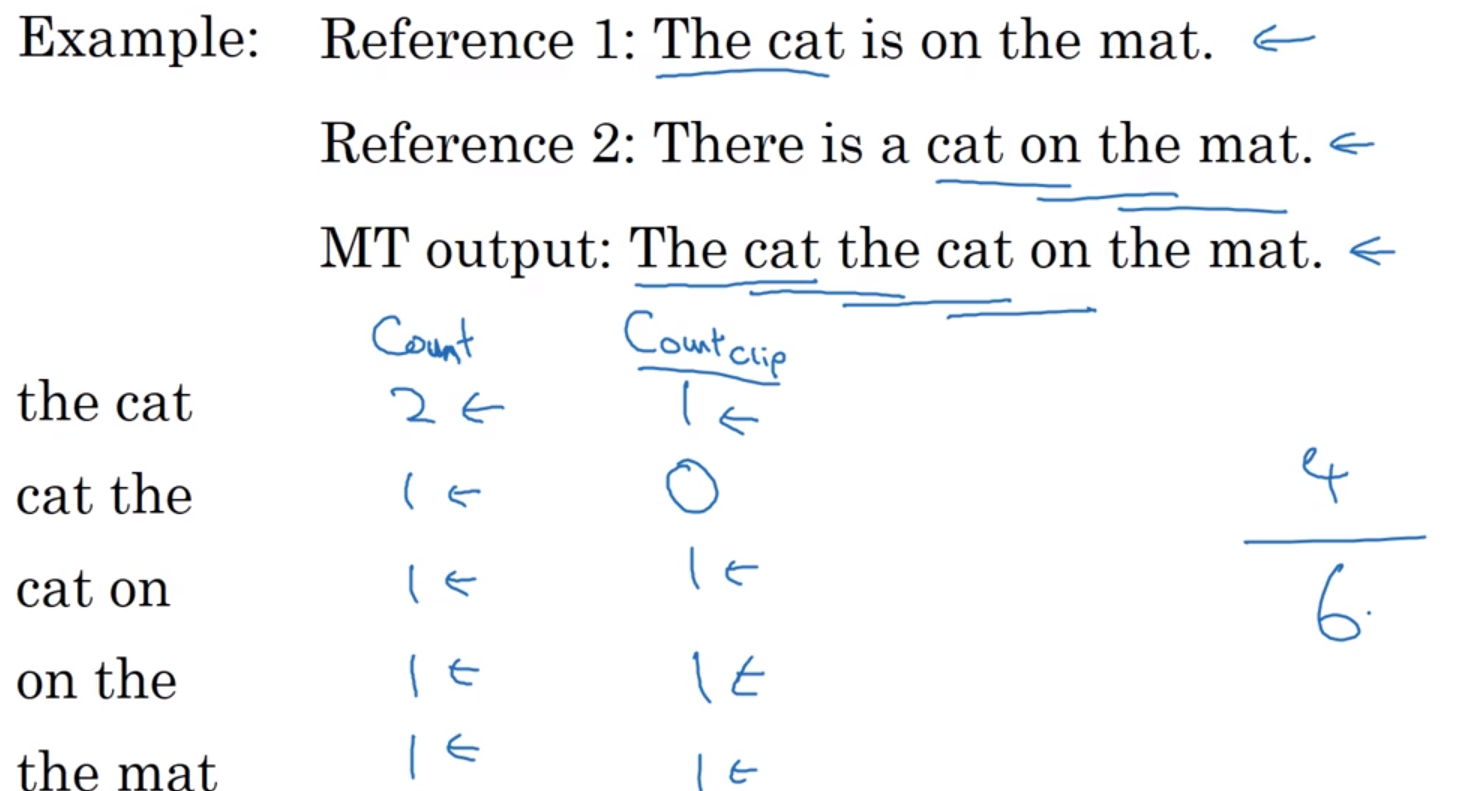 Example: Reference 1: The cat is on the mat. ←
Reference 2: There is a cat on the mat. ←
MT output: The cat the cat on the mat. ←
Count Count clip
the cat 2 ← 1 ←
cat the 1 ← 0
cat on 1 ← 1 ←
on the 1 ← 1 ←
the mat 1 ← 1 ←
4
6